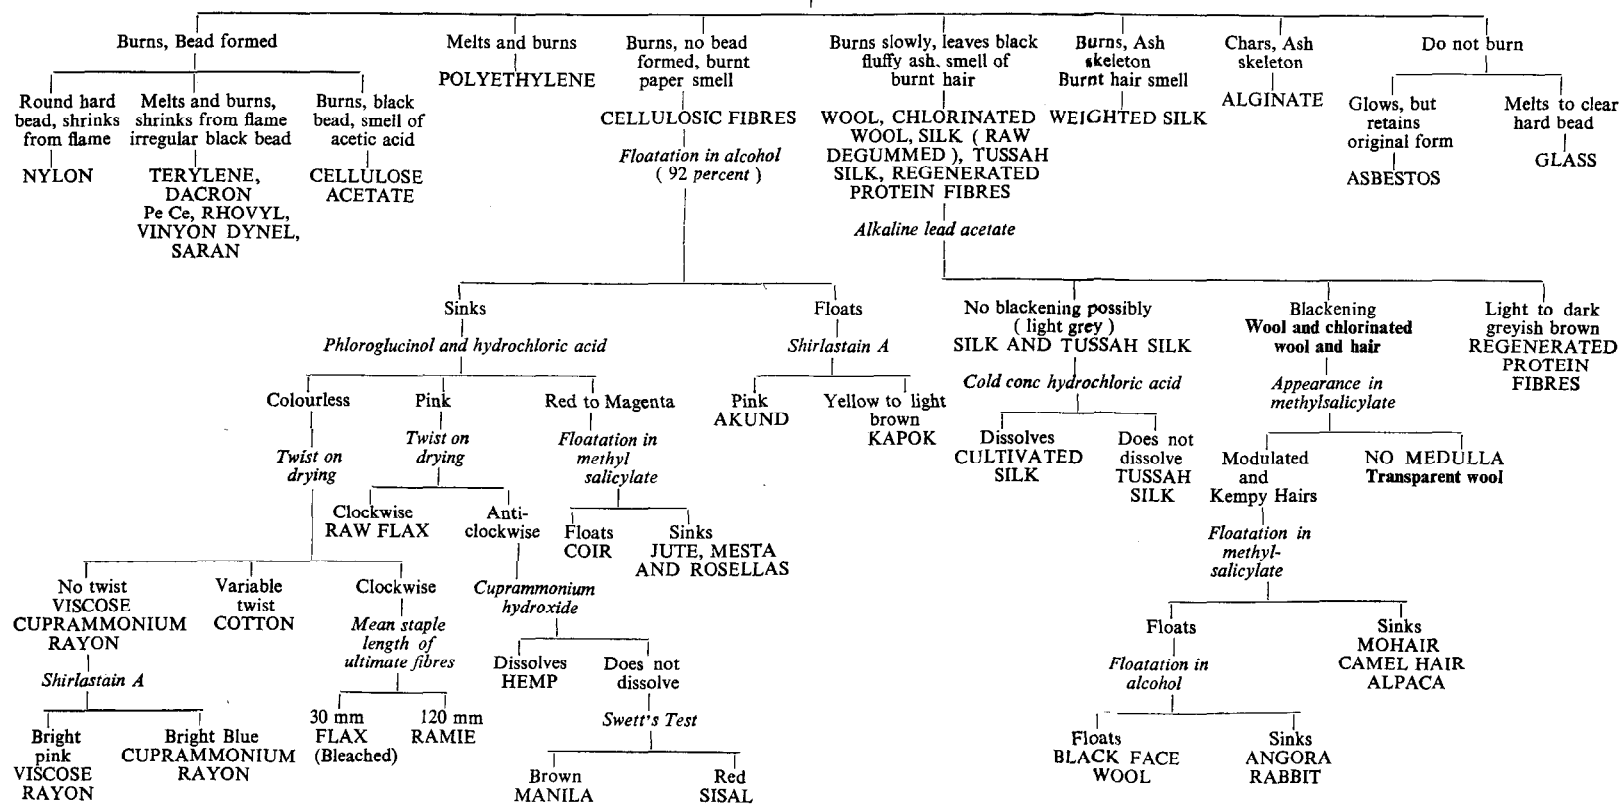 Burns, Bead formed
Round hard
bead, shrinks
from flame
NYLON
Melts and burns,
shrinks from flame
irregular black bead
TERYLENE,
DACRON
Pe Ce, RHOVYL,
VINYON DYNEL,
SARAN
Burns, black
bead, smell of
acetic acid
CELLULOSE
ACETATE
Melts and burns
POLYETHYLENE
Burns, no bead
formed, burnt
paper smell
CELLULOSIC FIBRES
Floatation in alcohol
( 92 percent )
Sinks
Phloroglucinol and hydrochloric acid
Colourless
Twist on
drying
No twist
VISCOSE
CUPRAMMONIUM
RAYON
Shirlastain A
Bright
pink
VISCOSE
RAYON
Bright Blue
CUPRAMMONIUM
RAYON
Variable
twist
COTTON
Clockwise
Mean staple
length of
ultimate fibres
30 mm
FLAX
(Bleached)
120 mm
RAMIE
Pink
Twist on
drying
Clockwise
RAW FLAX
Anti-
clockwise
Cuprammonium
hydroxide
Dissolves
HEMP
Does not
dissolve
Swett's Test
Brown
MANILA
Red
SISAL
Red to Magenta
Floatation in
methyl
salicylate
Floats
COIR
Sinks
JUTE, MESTA
AND ROSELLAS
Floats
Shirlastain A
Pink
AKUND
Yellow to light
brown
KAPOK
Burns slowly, leaves black
fluffy ash, smell of
burnt hair
WOOL, CHLORINATED
WOOL, SILK ( RAW
DEGUMMED ), TUSSAH
SILK, REGENERATED
PROTEIN FIBRES
Alkaline lead acetate
No blackening possibly
( light grey )
SILK AND TUSSAH SILK
Cold conc hydrochloric acid
Dissolves
CULTIVATED
SILK
Does not
dissolve
TUSSAH
SILK
Blackening
Wool and chlorinated
wool and hair
Appearance in
methylsalicylate
Modulated
and
Kempy Hairs
Floatation in
methyl-
salicylate
Floats
Floatation in
alcohol
Floats
BLACK FACE
WOOL
Sinks
ANGORA
RABBIT
Sinks
MOHAIR
CAMEL HAIR
ALPACA
NO MEDULLA
Transparent wool
Light to dark
greyish brown
REGENERATED
PROTEIN
FIBRES
Burns, Ash
skeleton
Burnt hair smell
WEIGHTED SILK
Chars, Ash
skeleton
ALGINATE
Do not burn
Glows, but
retains
original form
ASBESTOS
Melts to clear
hard bead
GLASS